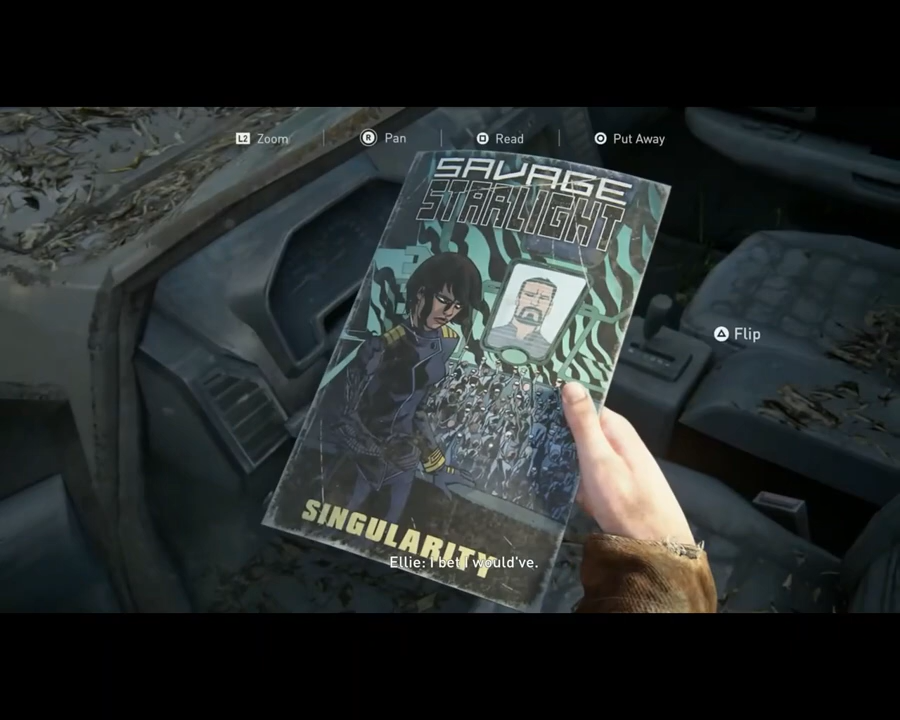 L2 Zoom
R Pan
Read
Put Away
SAVAGE
STARLIGHT
Flip
SINGULARITY
Ellie: I bet I would've.